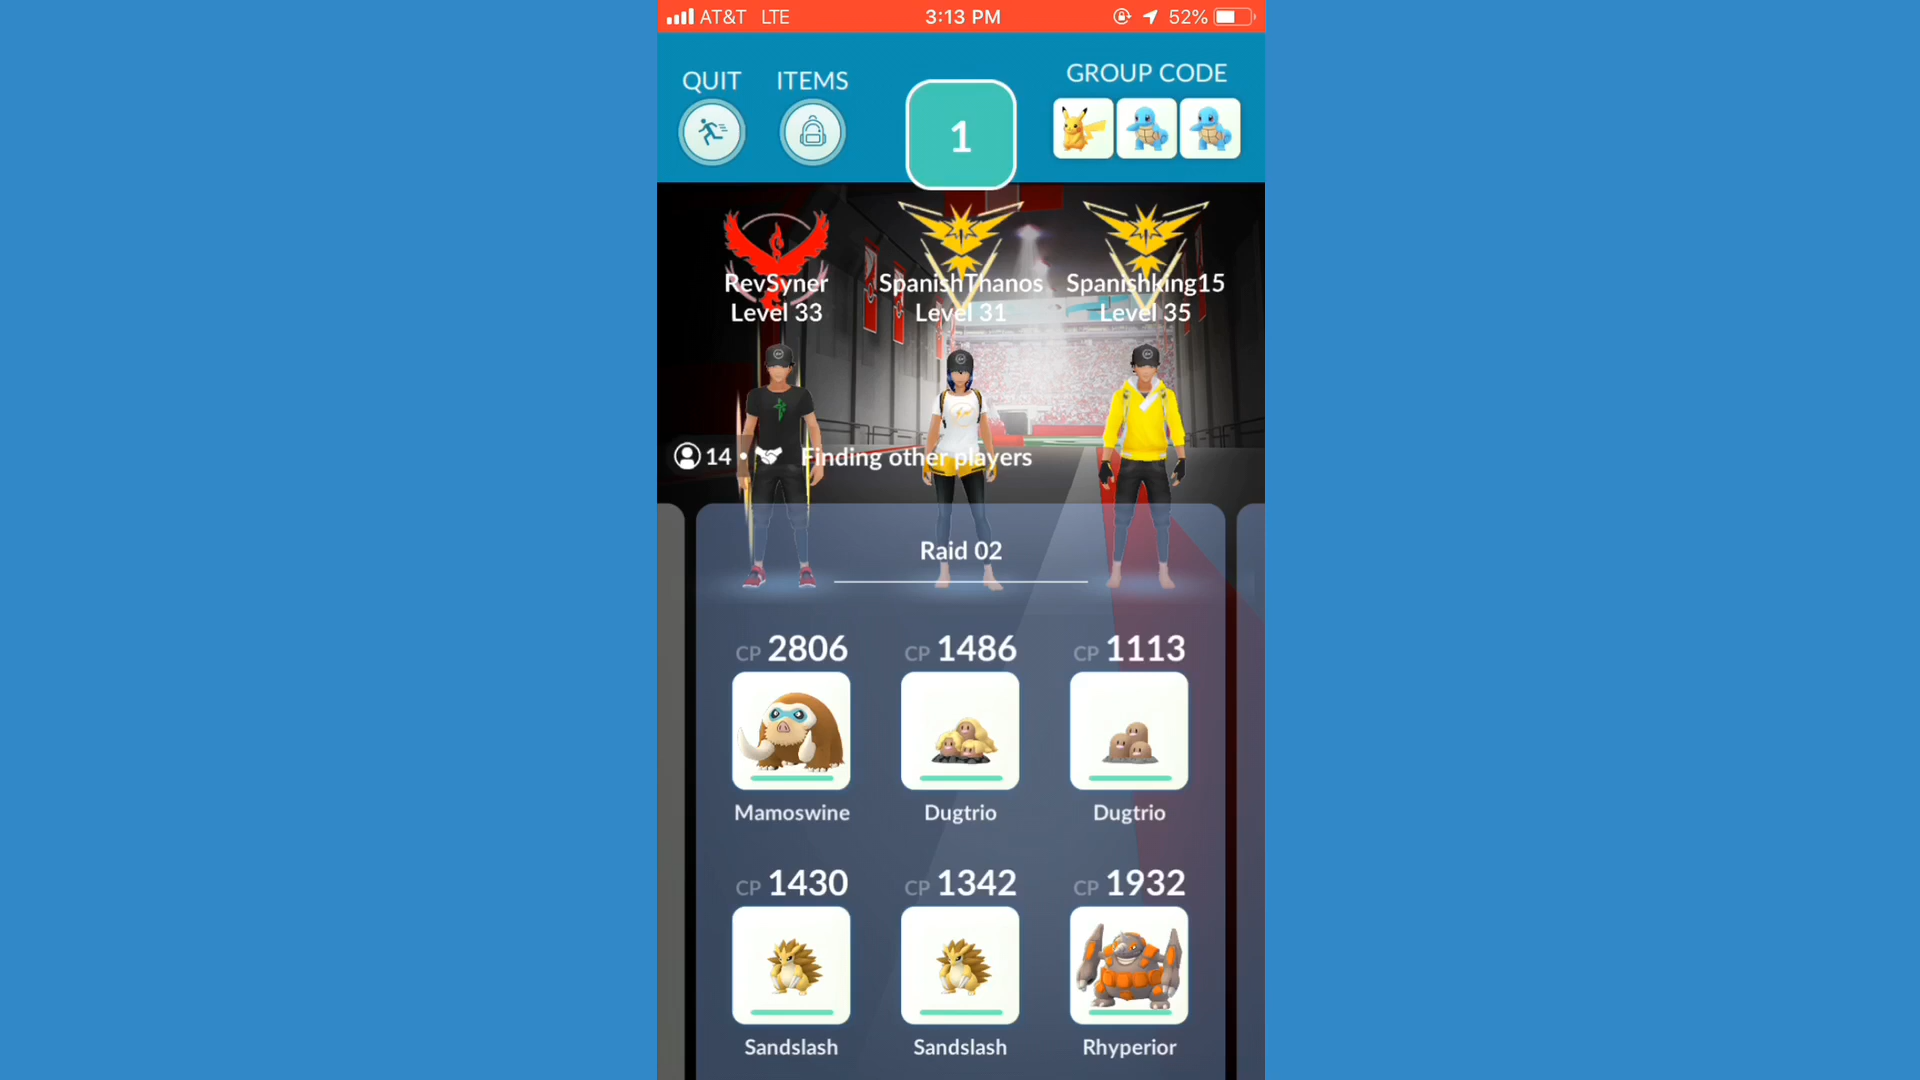 AT&T LTE 3:13 PM 52%
QUIT ITEMS GROUP CODE
1
RevSyner SpanishThanos Spanishking15
Level 33 Level 31 Level 35
14 • Finding other players
Raid 02
CP 2806 CP 1486 CP 1113
Mamoswine Dugtrio Dugtrio
CP 1430 CP 1342 CP 1932
Sandslash Sandslash Rhyperior